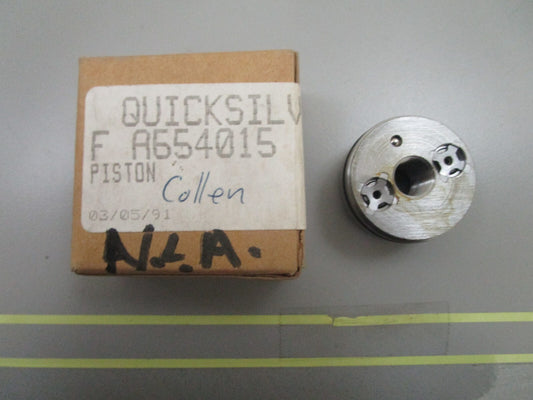 QUICKSILV
F A654015
PISTON
Collen
03/05/91
N.L.A.